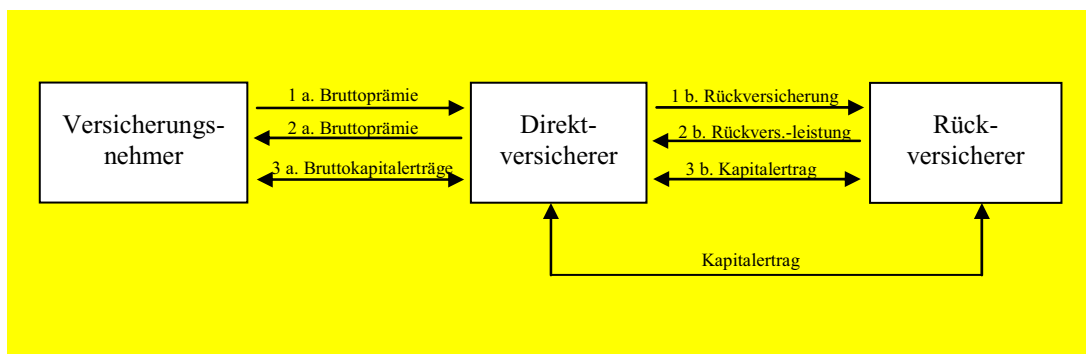 Versicherungs-
nehmer
1 a. Bruttoprämie
2 a. Bruttoprämie
3 a. Bruttokapitalerträge
Direkt-
versicherer
1 b. Rückversicherung
2 b. Rückvers.-leistung
3 b. Kapitalertrag
Rück-
versicherer
Kapitalertrag